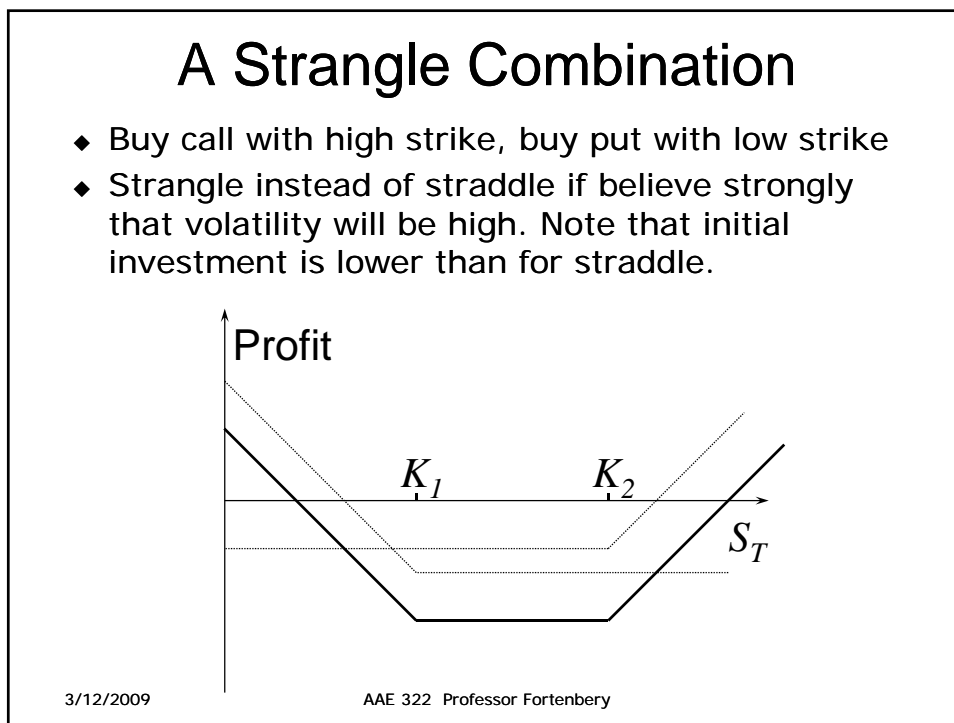 A Strangle Combination
◆ Buy call with high strike, buy put with low strike
◆ Strangle instead of straddle if believe strongly
that volatility will be high. Note that initial
investment is lower than for straddle.
Profit
K1 K2
ST
3/12/2009 AAE 322 Professor Fortenbery